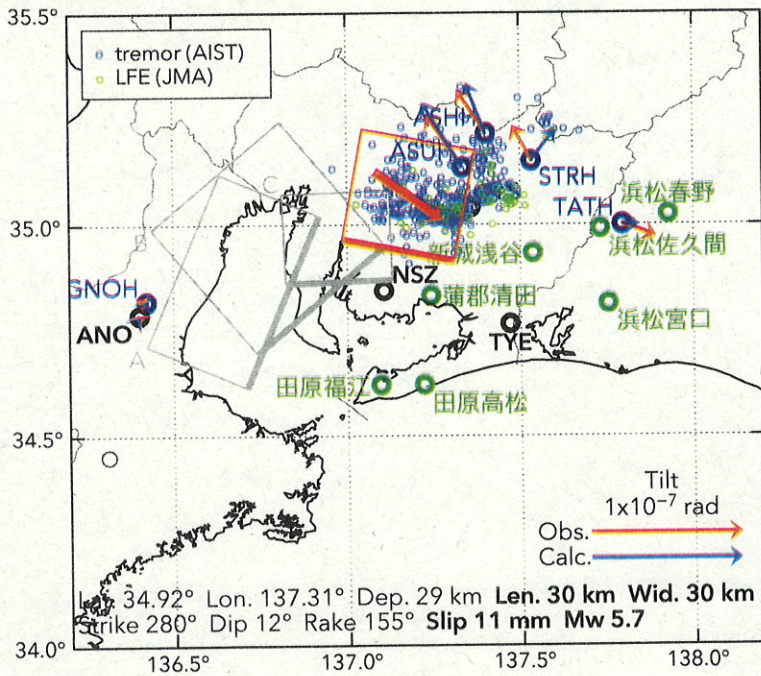 35.5°
tremor (AIST)
LFE (JMA)
ASHH
ASUH
STRH
浜松春野
C
TATH
35.0°
浜松佐久間
B
新城浅谷
NSZ
GNOH
蒲郡清田
浜松宮口
ANO
TYE
A
田原福江
田原高松
34.5°
Tilt
1x10⁻⁷ rad
Obs.
Calc.
34.92° Lon. 137.31° Dep. 29 km Len. 30 km Wid. 30 km
Strike 280° Dip 12° Rake 155° Slip 11 mm Mw 5.7
34.0°
136.5° 137.0° 137.5° 138.0°